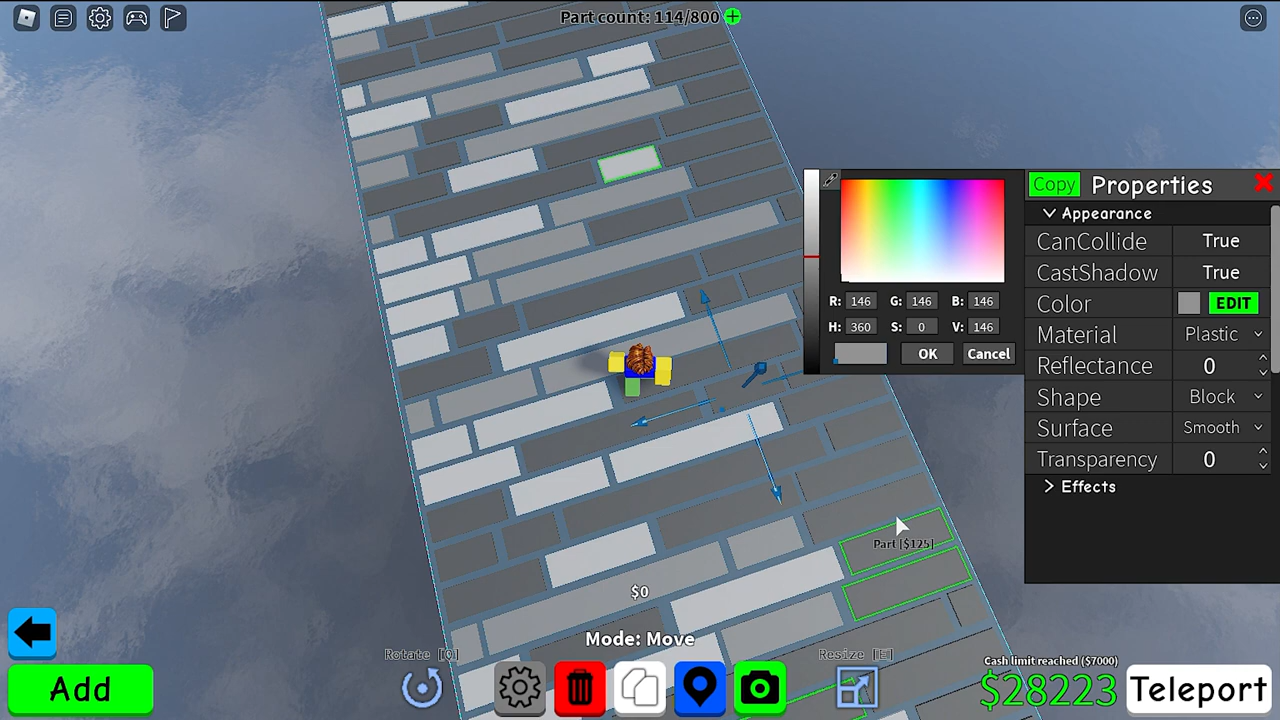 Part count: 114/800 +
Copy Properties
Appearance
CanCollide True
CastShadow True
R: 146 G: 146 B: 146
Color EDIT
H: 360 S: 0 V: 146
Material Plastic
OK Cancel
Reflectance 0
Shape Block
Surface Smooth
Transparency 0
Effects
Part [$125]
$0
Mode: Move
Rotate [Q]
Resize [E]
Cash limit reached ($7000)
Add
$28223
Teleport